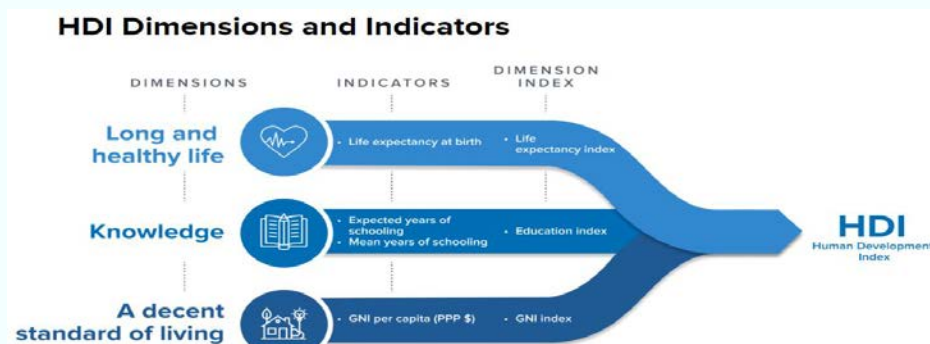 HDI Dimensions and Indicators
DIMENSIONS
INDICATORS
DIMENSION
INDEX
Long and
healthy life
• Life expectancy at birth
• Life
expectancy index
Knowledge
• Expected years of
schooling
• Mean years of schooling
• Education index
HDI
Human Development
Index
A decent
standard of living
• GNI per capita (PPP $)
• GNI index